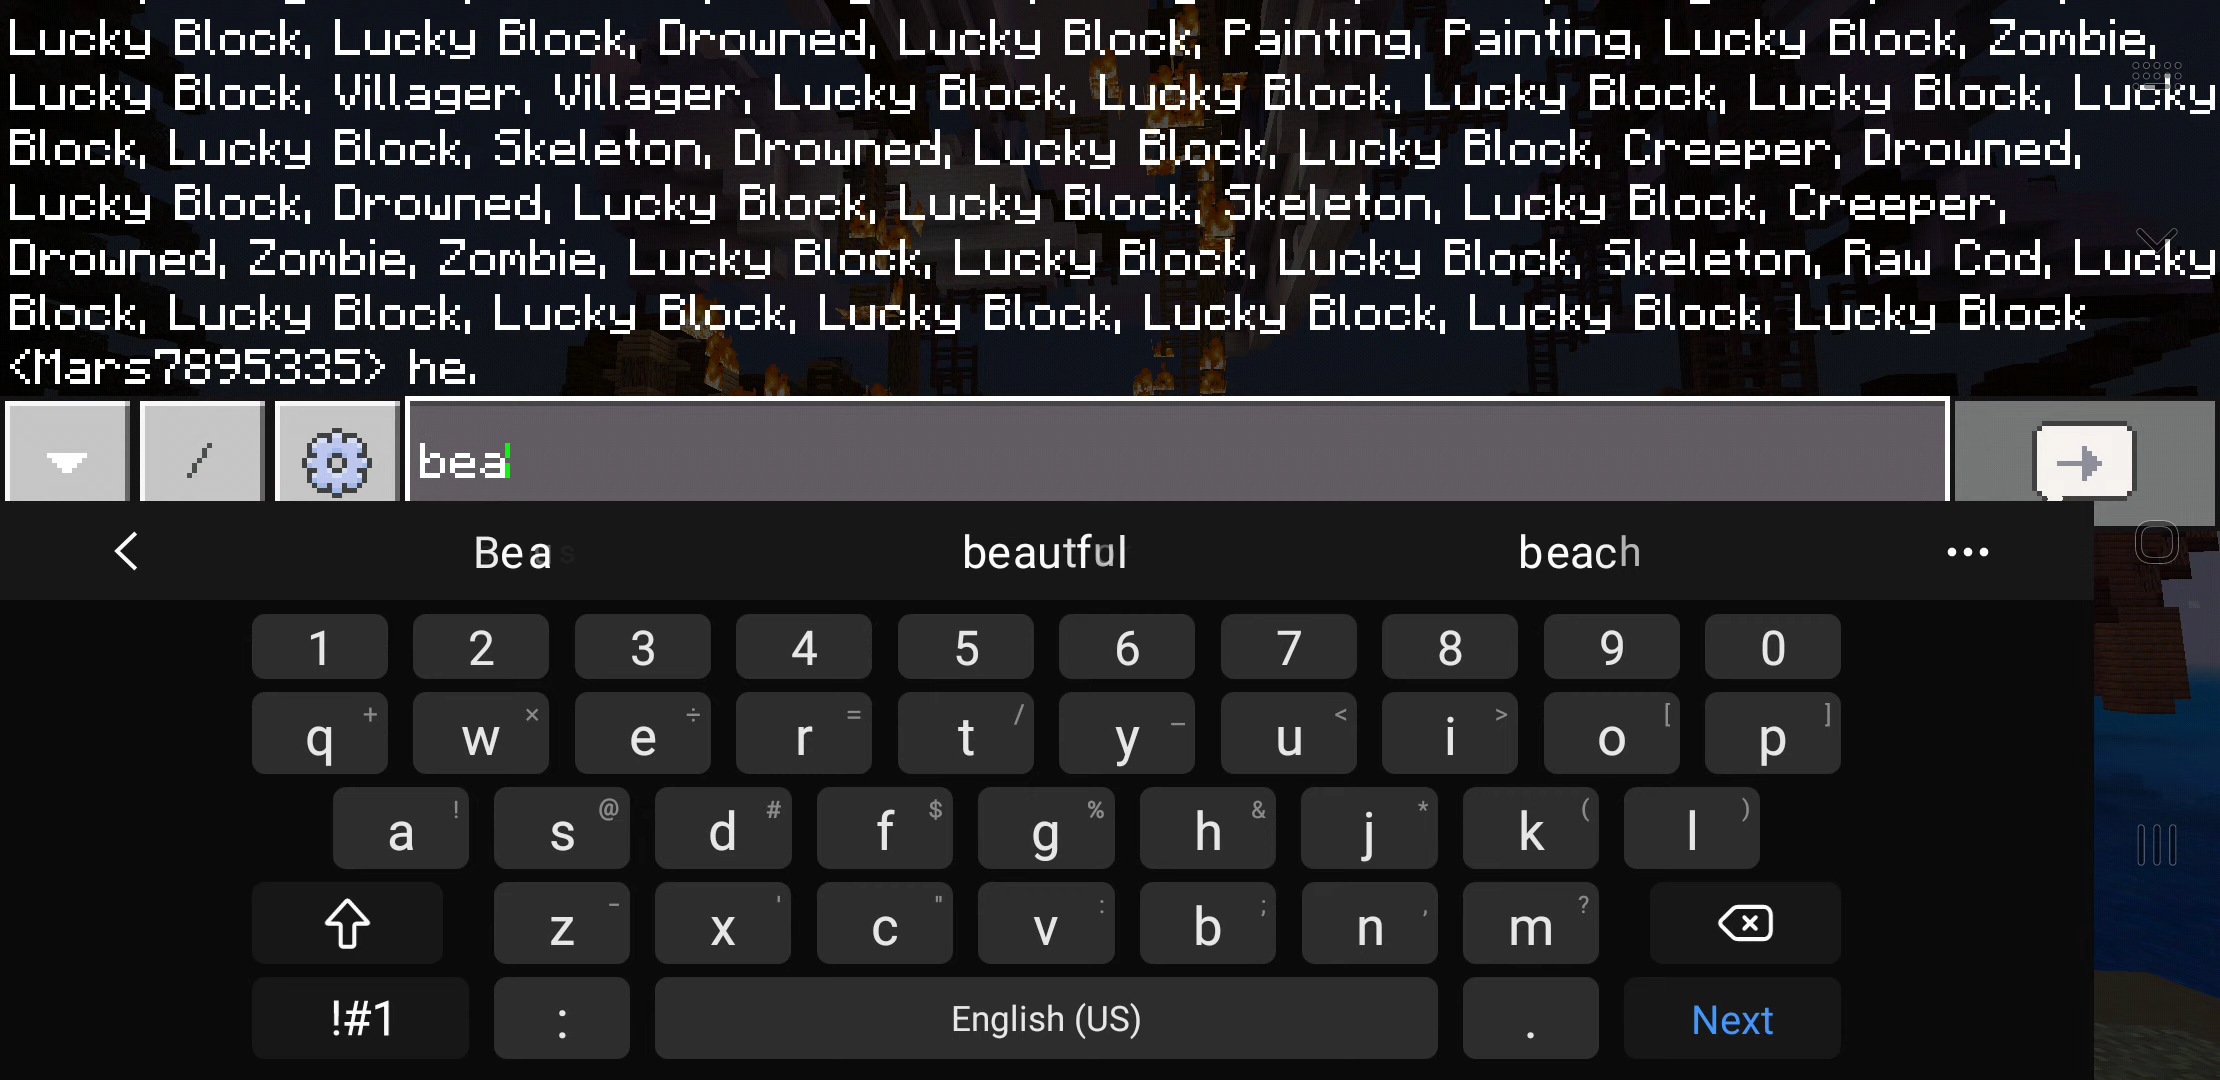 Lucky Block, Lucky Block, Drowned, Lucky Block, Painting, Painting, Lucky Block, Zombie,
Lucky Block, Villager, Villager, Lucky Block, Lucky Block, Lucky Block, Lucky Block, Lucky
Block, Lucky Block, Skeleton, Drowned, Lucky Block, Lucky Block, Creeper, Drowned,
Lucky Block, Drowned, Lucky Block, Lucky Block, Skeleton, Lucky Block, Creeper,
Drowned, Zombie, Zombie, Lucky Block, Lucky Block, Lucky Block, Skeleton, Raw Cod, Lucky
Block, Lucky Block, Lucky Block, Lucky Block, Lucky Block, Lucky Block, Lucky Block
<Mars7895335> he.
/
bea
Bea beautful beach ...
1 2 3 4 5 6 7 8 9 0
q + w × e ÷ r = t / y _ u < i > o [ p ]
a ! s @ d # f $ g % h & j * k ( l )
z - x ' c " v : b ; n , m ?
!#1 : English (US) . Next